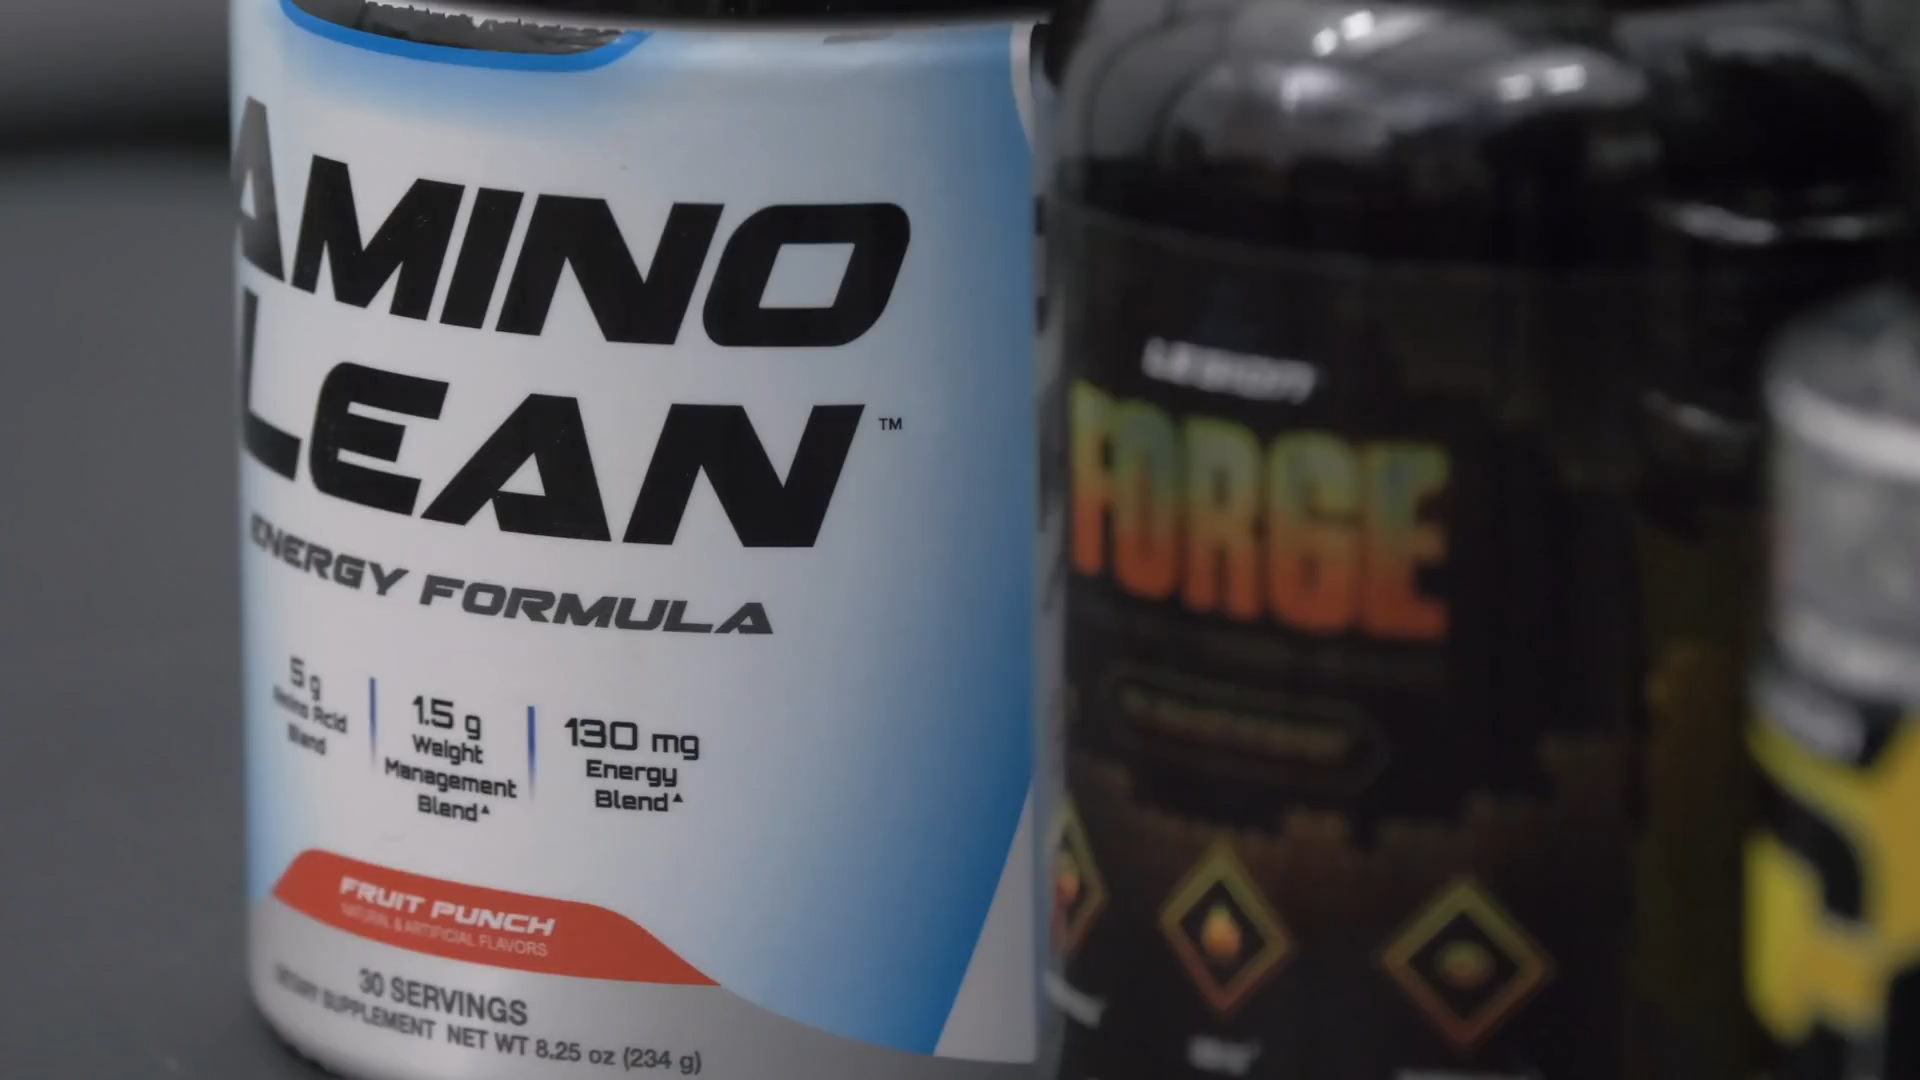 AMINO
LEAN™
ENERGY FORMULA
5 g
Amino Acid
Blend
1.5 g
Weight
Management
Blend▲
130 mg
Energy
Blend▲
FRUIT PUNCH
NATURAL & ARTIFICIAL FLAVORS
30 SERVINGS
DIETARY SUPPLEMENT NET WT 8.25 oz (234 g)
LEGION
FORGE